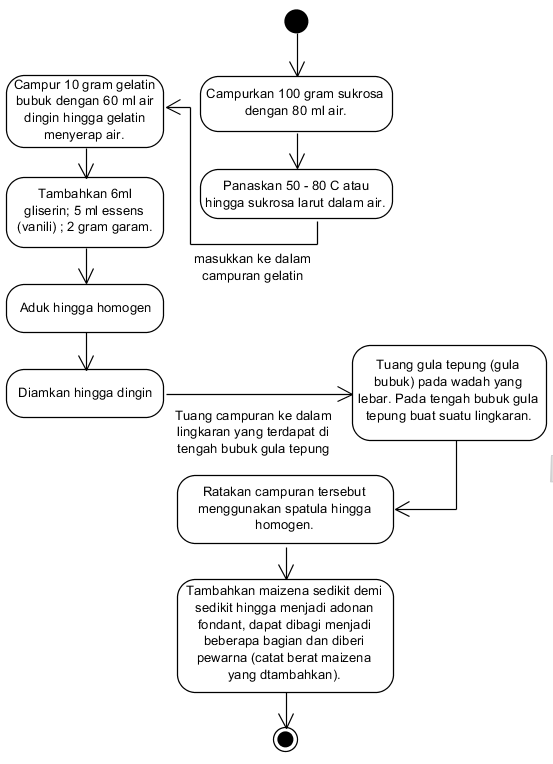 Campurkan 100 gram sukrosa
dengan 80 ml air.
Panaskan 50 - 80 C atau
hingga sukrosa larut dalam air.
masukkan ke dalam
campuran gelatin
Campur 10 gram gelatin
bubuk dengan 60 ml air
dingin hingga gelatin
menyerap air.
Tambahkan 6ml
gliserin; 5 ml essens
(vanili) ; 2 gram garam.
Aduk hingga homogen
Diamkan hingga dingin
Tuang campuran ke dalam
lingkaran yang terdapat di
tengah bubuk gula tepung
Tuang gula tepung (gula
bubuk) pada wadah yang
lebar. Pada tengah bubuk gula
tepung buat suatu lingkaran.
Ratakan campuran tersebut
menggunakan spatula hingga
homogen.
Tambahkan maizena sedikit demi
sedikit hingga menjadi adonan
fondant, dapat dibagi menjadi
beberapa bagian dan diberi
pewarna (catat berat maizena
yang dtambahkan).